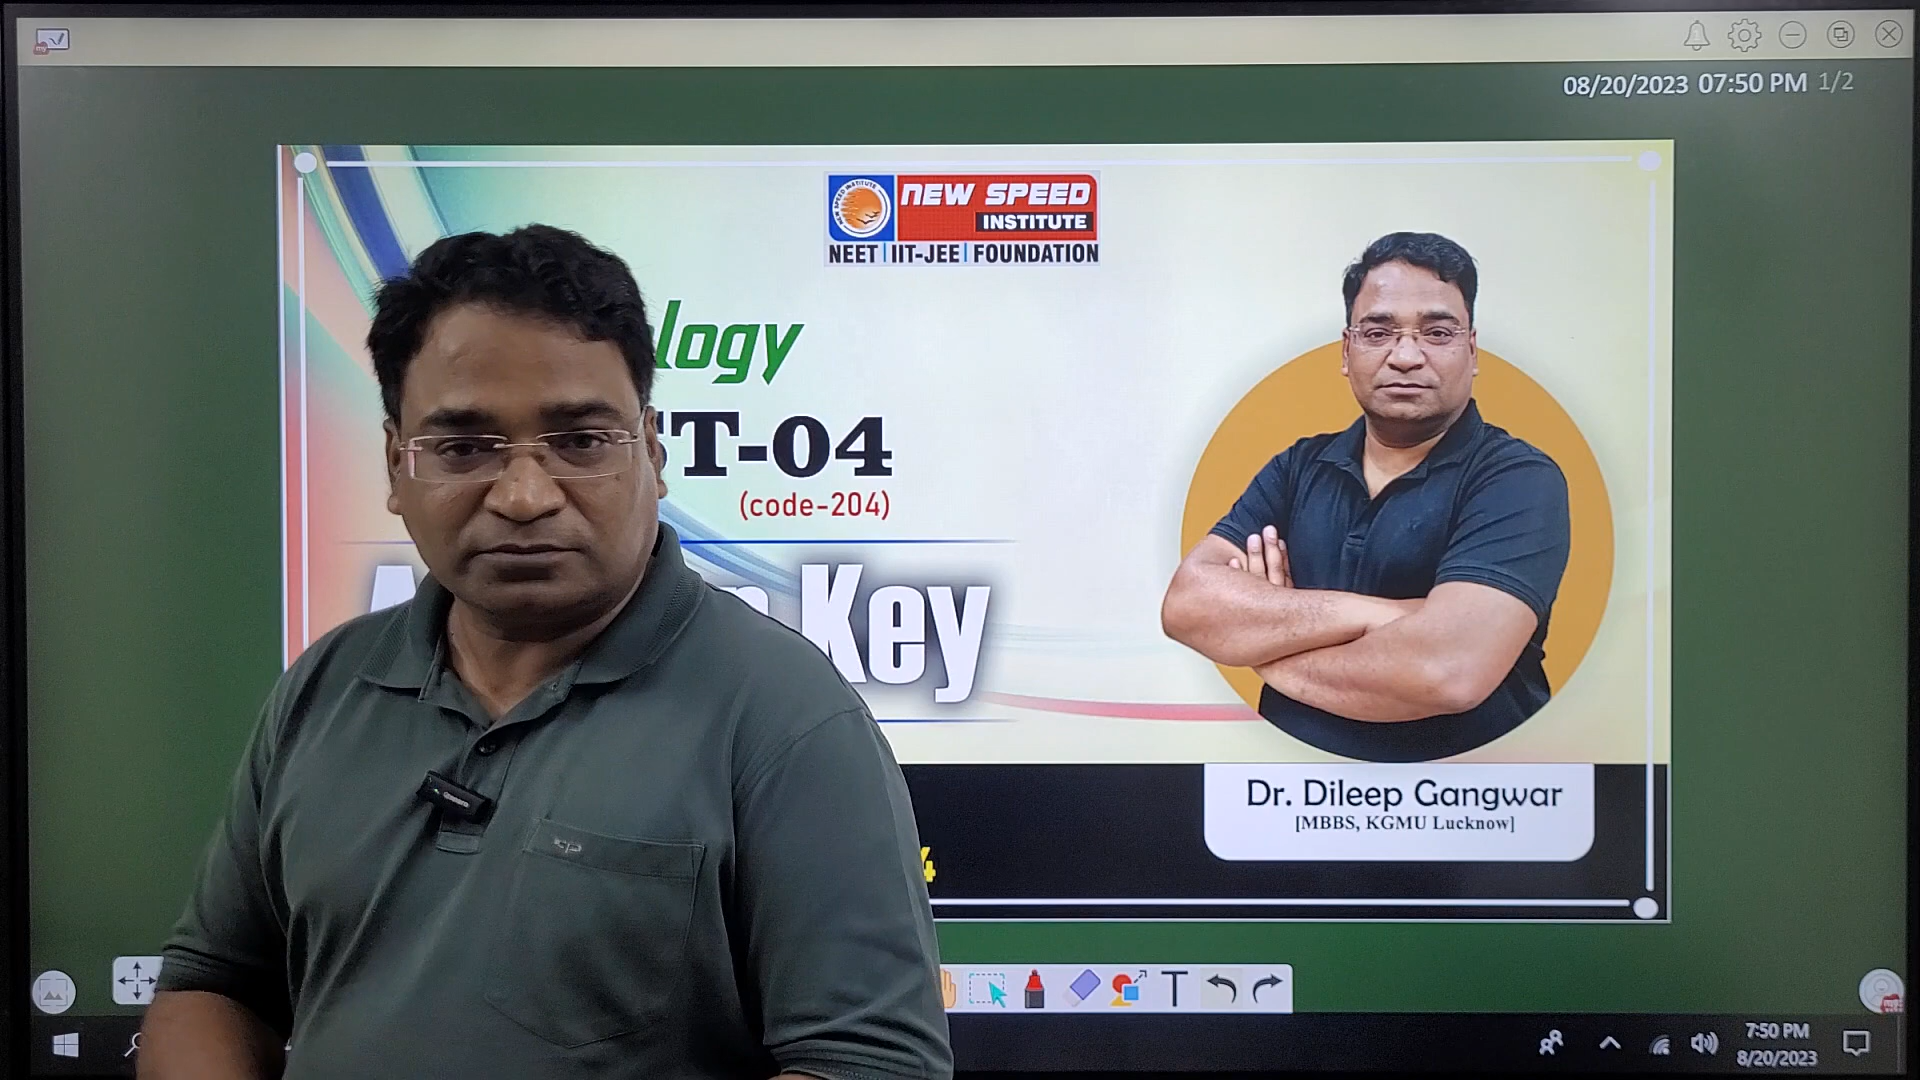 08/20/2023 07:50 PM 1/2
NEW SPEED
INSTITUTE
NEET | IIT-JEE | FOUNDATION
logy
T-04
(code-204)
Key
Dr. Dileep Gangwar
[MBBS, KGMU Lucknow]
4
T
7:50 PM
8/20/2023